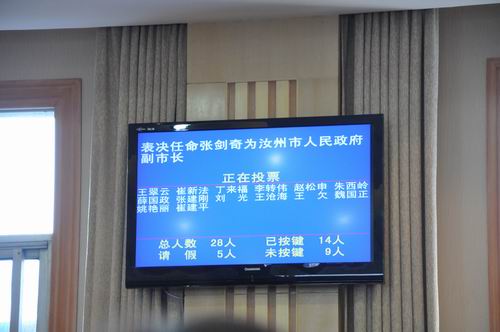 表决任命张剑奇为汝州市人民政府
副市长
正在投票
王翠云 崔新法 丁来福 李转伟 赵松申 朱西岭
薛国政 张建刚 刘 光 王沧海 王 欠 魏国正
姚艳丽 崔建平
总人数 28人 已按键 14人
请 假 5人 未按键 9人
Changhong